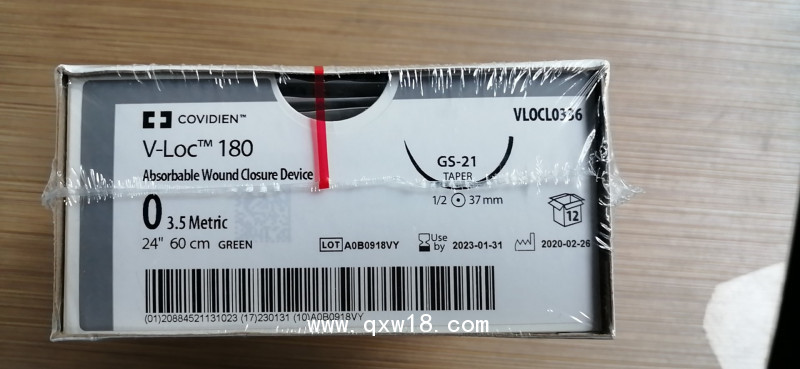 COVIDIEN™
VLOCL0336
V-Loc™ 180
Absorbable Wound Closure Device
GS-21
TAPER
1/2 37 mm
0 3.5 Metric
12
24" 60 cm GREEN
LOT A0B0918VY
Use by 2023-01-31
2020-02-26
(01)20884521131023 (17)230131 (10)A0B0918VY
www.qxw18.com